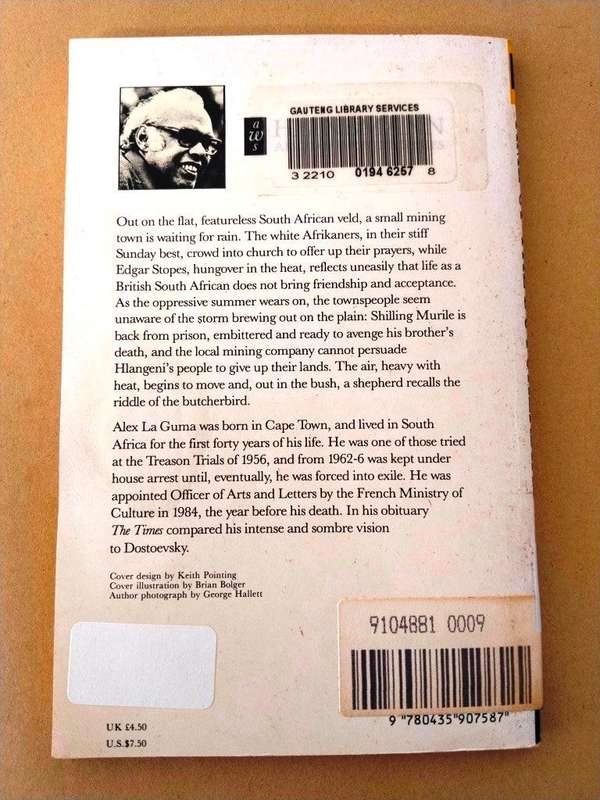 GAUTENG LIBRARY SERVICES
a
w
s
3 2210 0194 6257 8
Out on the flat, featureless South African veld, a small mining
town is waiting for rain. The white Afrikaners, in their stiff
Sunday best, crowd into church to offer up their prayers, while
Edgar Stopes, hungover in the heat, reflects uneasily that life as a
British South African does not bring friendship and acceptance.
As the oppressive summer wears on, the townspeople seem
unaware of the storm brewing out on the plain: Shilling Murile is
back from prison, embittered and ready to avenge his brother's
death, and the local mining company cannot persuade
Hlangeni's people to give up their lands. The air, heavy with
heat, begins to move and, out in the bush, a shepherd recalls the
riddle of the butcherbird.
Alex La Guma was born in Cape Town, and lived in South
Africa for the first forty years of his life. He was one of those tried
at the Treason Trials of 1956, and from 1962-6 was kept under
house arrest until, eventually, he was forced into exile. He was
appointed Officer of Arts and Letters by the French Ministry of
Culture in 1984, the year before his death. In his obituary
The Times compared his intense and sombre vision
to Dostoevsky.
Cover design by Keith Pointing
Cover illustration by Brian Bolger
Author photograph by George Hallett
9104881 0009
9 "780435"907587"
UK £4.50
U.S.$7.50